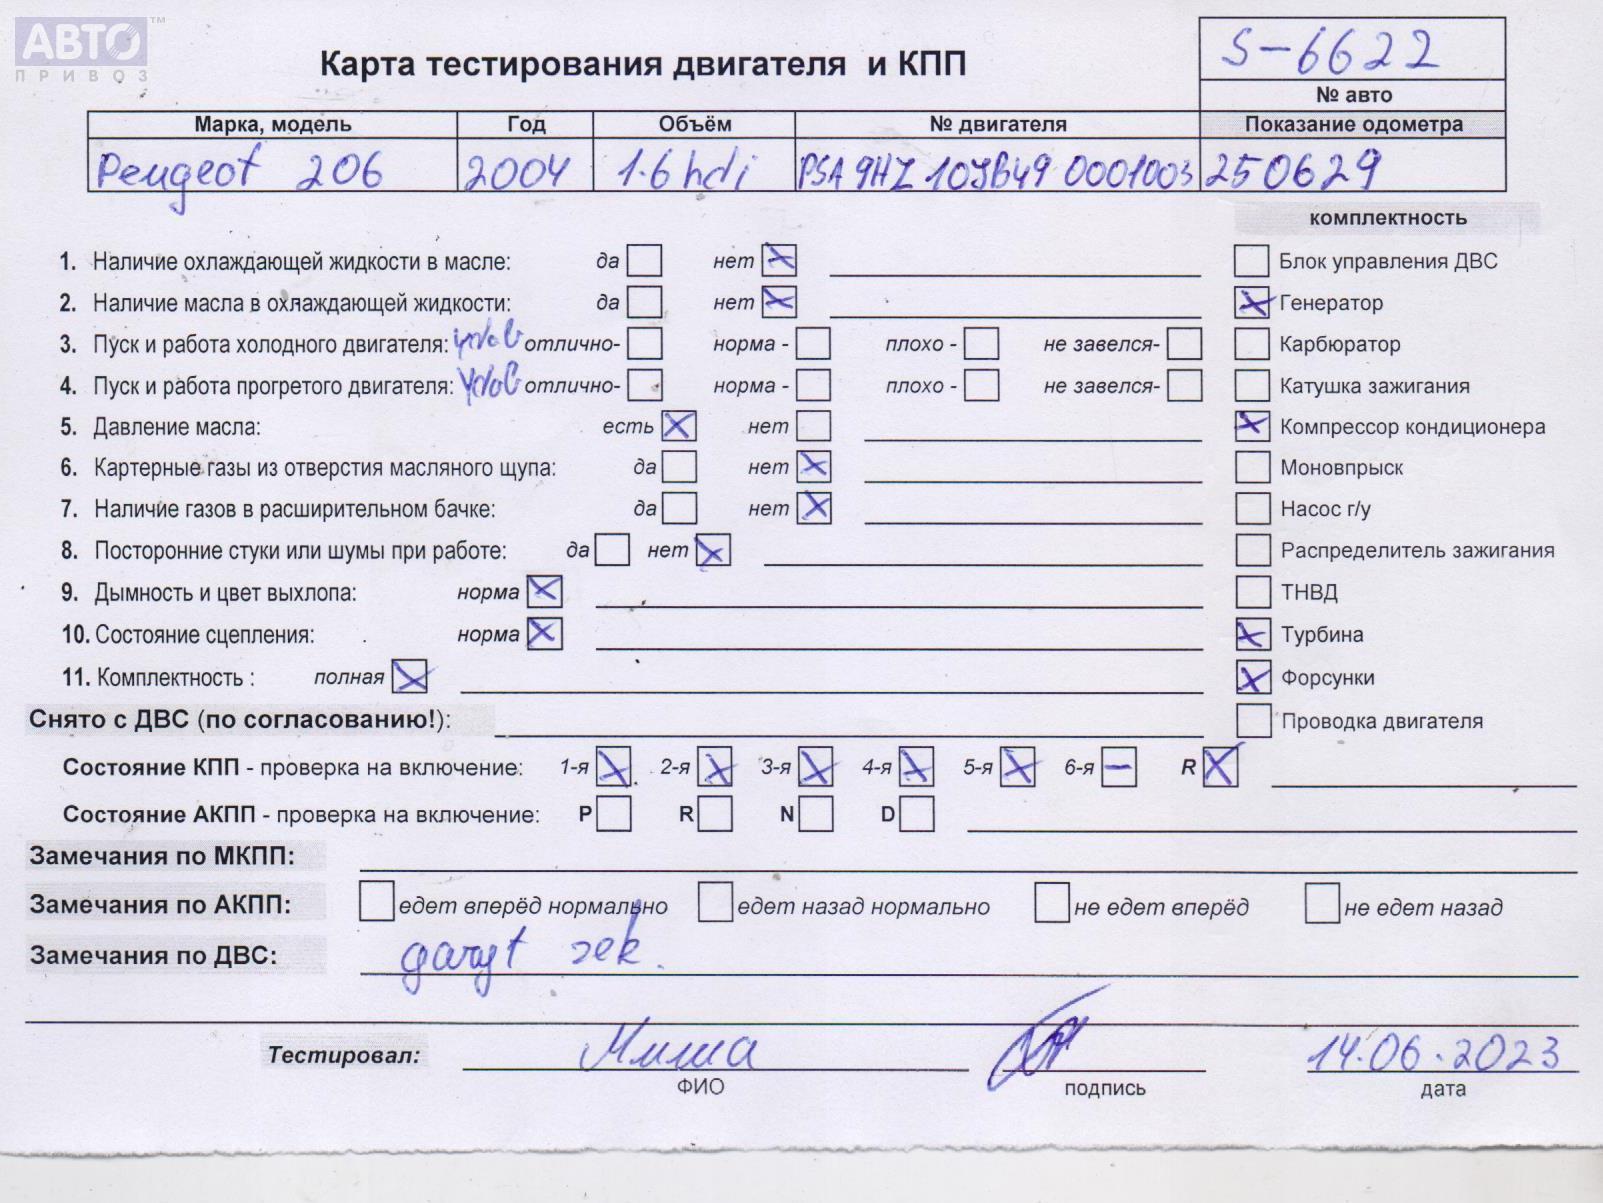 АВТО™
ПРИВОЗ
Карта тестирования двигателя и КПП
S-6622
№ авто
Марка, модель Год Объём № двигателя Показание одометра
Peugeot 206 2004 1.6 hdi PSA 9HZ 10JB49 0001003 250629
комплектность
1. Наличие охлаждающей жидкости в масле: да нет Блок управления ДВС
2. Наличие масла в охлаждающей жидкости: да нет Генератор
3. Пуск и работа холодного двигателя: отлично- норма - плохо - не завелся- Карбюратор
4. Пуск и работа прогретого двигателя: отлично- норма - плохо - не завелся- Катушка зажигания
5. Давление масла: есть нет Компрессор кондиционера
6. Картерные газы из отверстия масляного щупа: да нет Моновпрыск
7. Наличие газов в расширительном бачке: да нет Насос г/у
8. Посторонние стуки или шумы при работе: да нет Распределитель зажигания
9. Дымность и цвет выхлопа: норма ТНВД
10. Состояние сцепления: норма Турбина
11. Комплектность : полная Форсунки
Снято с ДВС (по согласованию!): Проводка двигателя
Состояние КПП - проверка на включение: 1-я 2-я 3-я 4-я 5-я 6-я R
Состояние АКПП - проверка на включение: P R N D
Замечания по МКПП:
Замечания по АКПП: едет вперёд нормально едет назад нормально не едет вперёд не едет назад
Замечания по ДВС:
Тестировал: Миша 14.06.2023
ФИО подпись дата